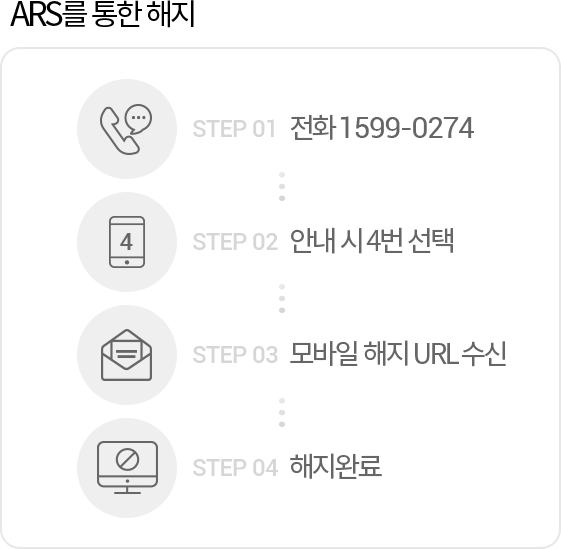 ARS를 통한 해지
STEP 01 전화 1599-0274
4
STEP 02 안내 시 4번 선택
STEP 03 모바일 해지 URL 수신
STEP 04 해지완료